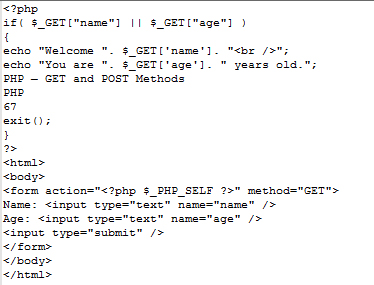 <?php
if( $_GET["name"] || $_GET["age"] )
{
echo "Welcome ". $_GET['name']. "<br />";
echo "You are ". $_GET['age']. " years old.";
PHP – GET and POST Methods
PHP
67
exit();
}
?>
<html>
<body>
<form action="<?php $_PHP_SELF ?>" method="GET">
Name: <input type="text" name="name" />
Age: <input type="text" name="age" />
<input type="submit" />
</form>
</body>
</html>